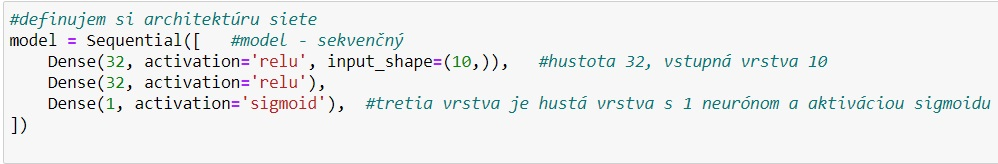 #definujem si architektúru siete
model = Sequential([   #model - sekvenčný
    Dense(32, activation='relu', input_shape=(10,)),   #hustota 32, vstupná vrstva 10
    Dense(32, activation='relu'),
    Dense(1, activation='sigmoid'),  #tretia vrstva je hustá vrstva s 1 neurónom a aktiváciou sigmoidu
])